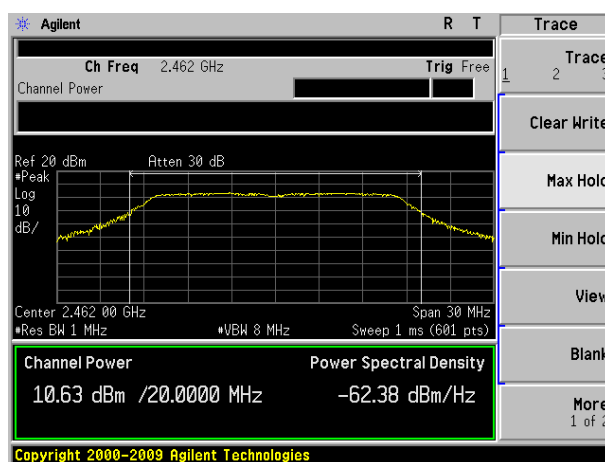 Agilent R T Trace
Ch Freq 2.462 GHz Trig Free
Channel Power
Trace
1 2 3
Clear Write
Max Hold
Min Hold
View
Blank
More
1 of 2
Ref 20 dBm Atten 30 dB
#Peak
Log
10
dB/
Center 2.462 00 GHz Span 30 MHz
#Res BW 1 MHz #VBW 8 MHz Sweep 1 ms (601 pts)
Channel Power Power Spectral Density
10.63 dBm /20.0000 MHz -62.38 dBm/Hz
Copyright 2000-2009 Agilent Technologies